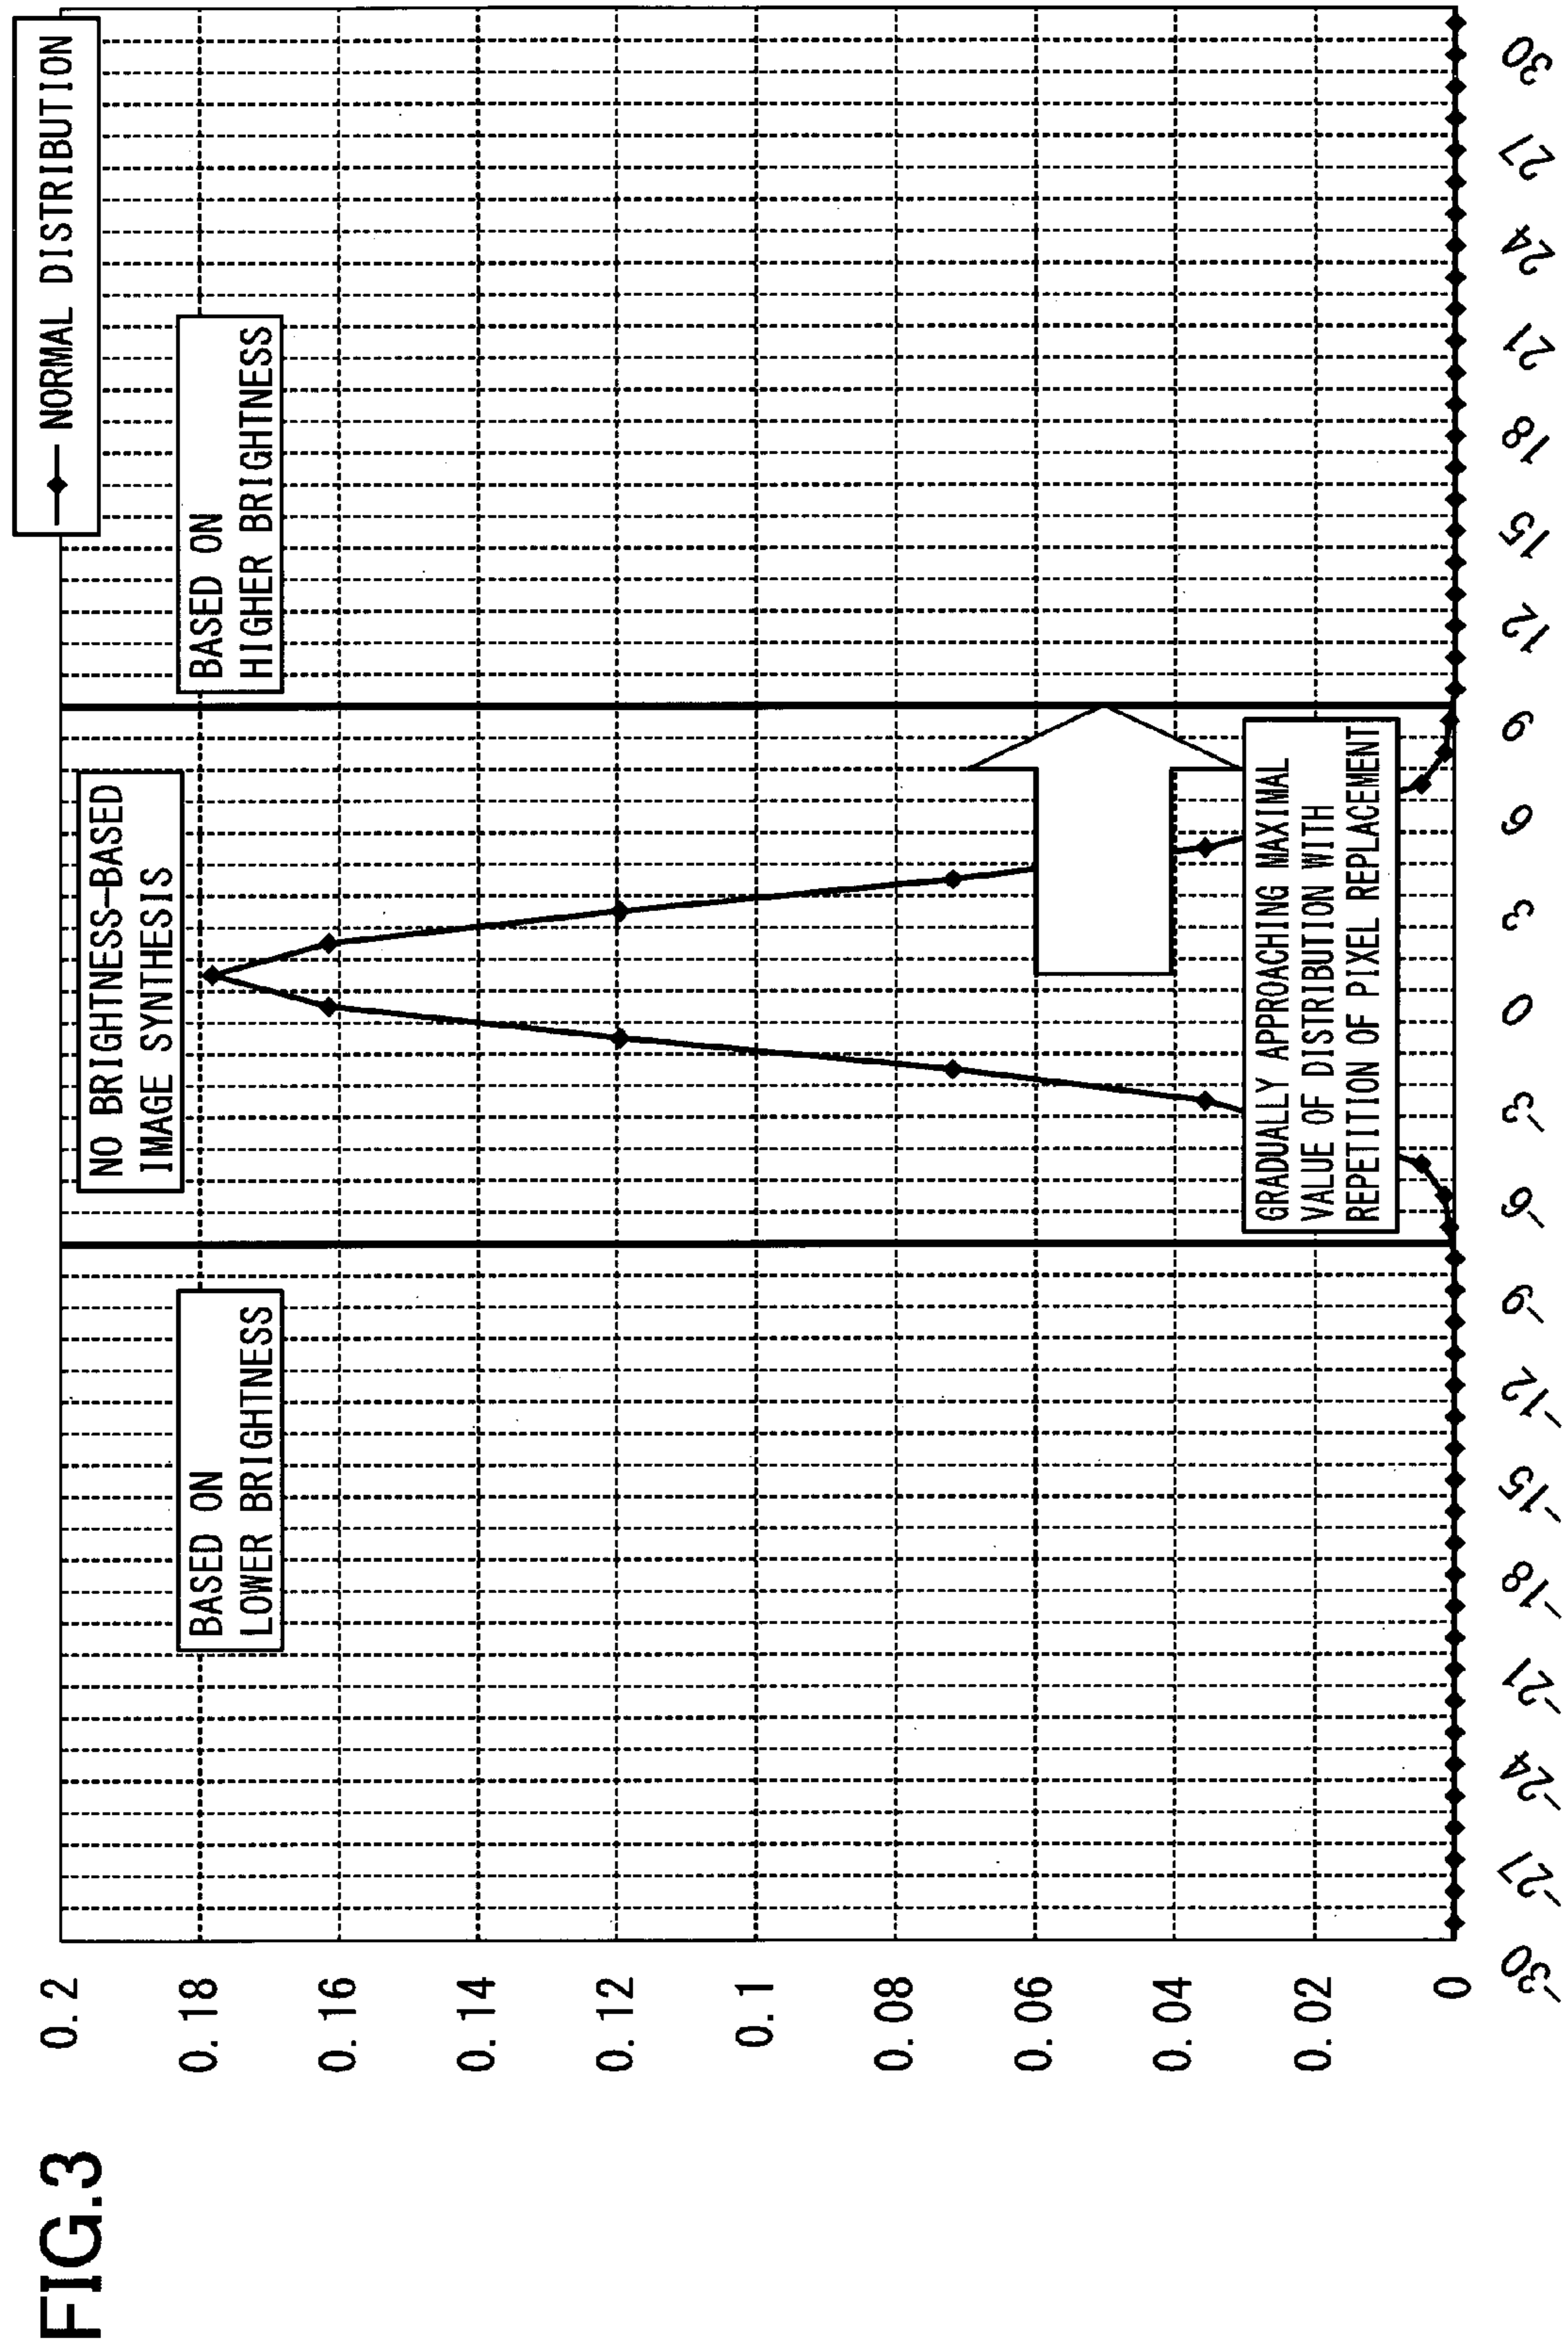 FIG.3
NORMAL DISTRIBUTION
NO BRIGHTNESS-BASED
IMAGE SYNTHESIS
BASED ON
LOWER BRIGHTNESS
BASED ON
HIGHER BRIGHTNESS
GRADUALLY APPROACHING MAXIMAL
VALUE OF DISTRIBUTION WITH
REPETITION OF PIXEL REPLACEMENT
0.2
0.18
0.16
0.14
0.12
0.1
0.08
0.06
0.04
0.02
0
-30 -27 -24 -21 -18 -15 -12 -9 -6 -3 0 3 6 9 12 15 18 21 24 27 30